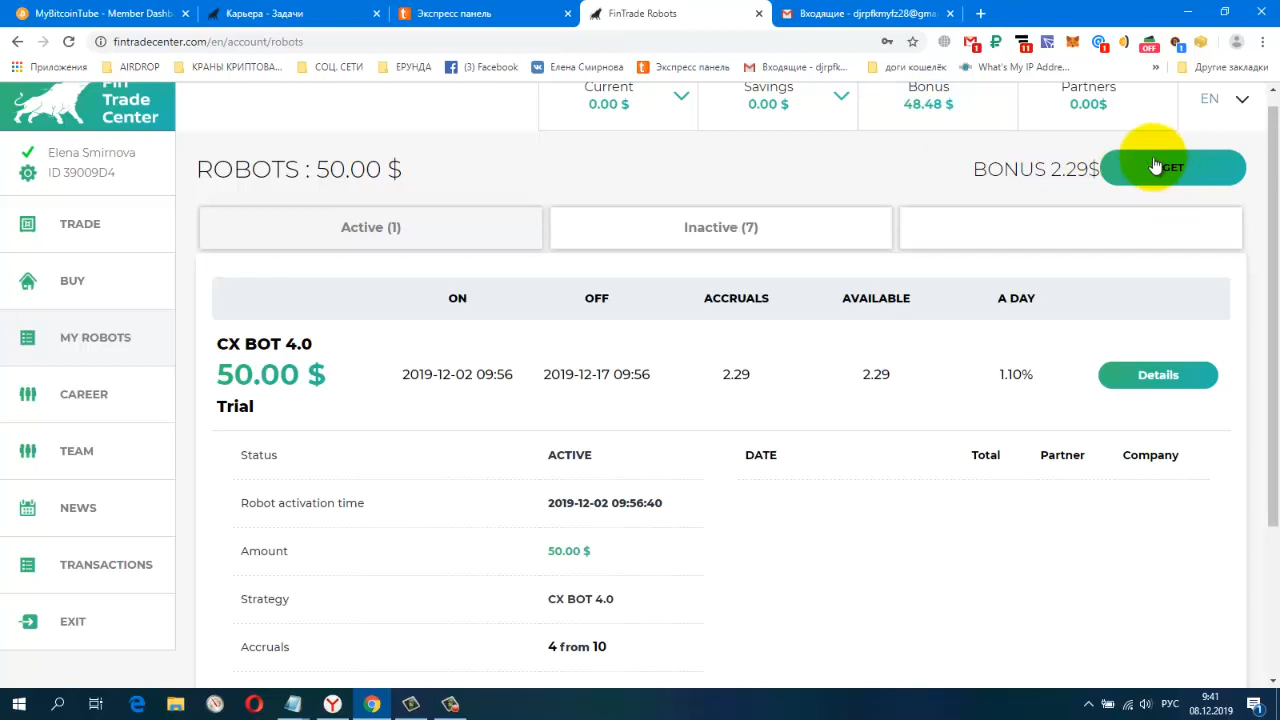 MyBitcoinTube - Member Dashb
Карьера - Задачи
Экспресс панель
FinTrade Robots
Входящие - djrpfkmyfz28@gma
fintradecenter.com/en/account/robots
Приложения
AIRDROP
КРАНЫ КРИПТОВА...
СОЦ. СЕТИ
ЕРУНДА
(3) Facebook
Елена Смирнова
Экспресс панель
Входящие - djrpfk...
доги кошелёк
What's My IP Addre...
Другие закладки
Fin
Trade
Center
Current
0.00 $
Savings
0.00 $
Bonus
48.48 $
Partners
0.00$
EN
Elena Smirnova
ID 39009D4
TRADE
BUY
MY ROBOTS
CAREER
TEAM
NEWS
TRANSACTIONS
EXIT
ROBOTS : 50.00 $
BONUS 2.29$
GET
Active (1)
Inactive (7)
ON OFF ACCRUALS AVAILABLE A DAY
CX BOT 4.0
50.00 $ 2019-12-02 09:56 2019-12-17 09:56 2.29 2.29 1.10% Details
Trial
Status ACTIVE
Robot activation time 2019-12-02 09:56:40
Amount 50.00 $
Strategy CX BOT 4.0
Accruals 4 from 10
DATE Total Partner Company
РУС
9:41
08.12.2019